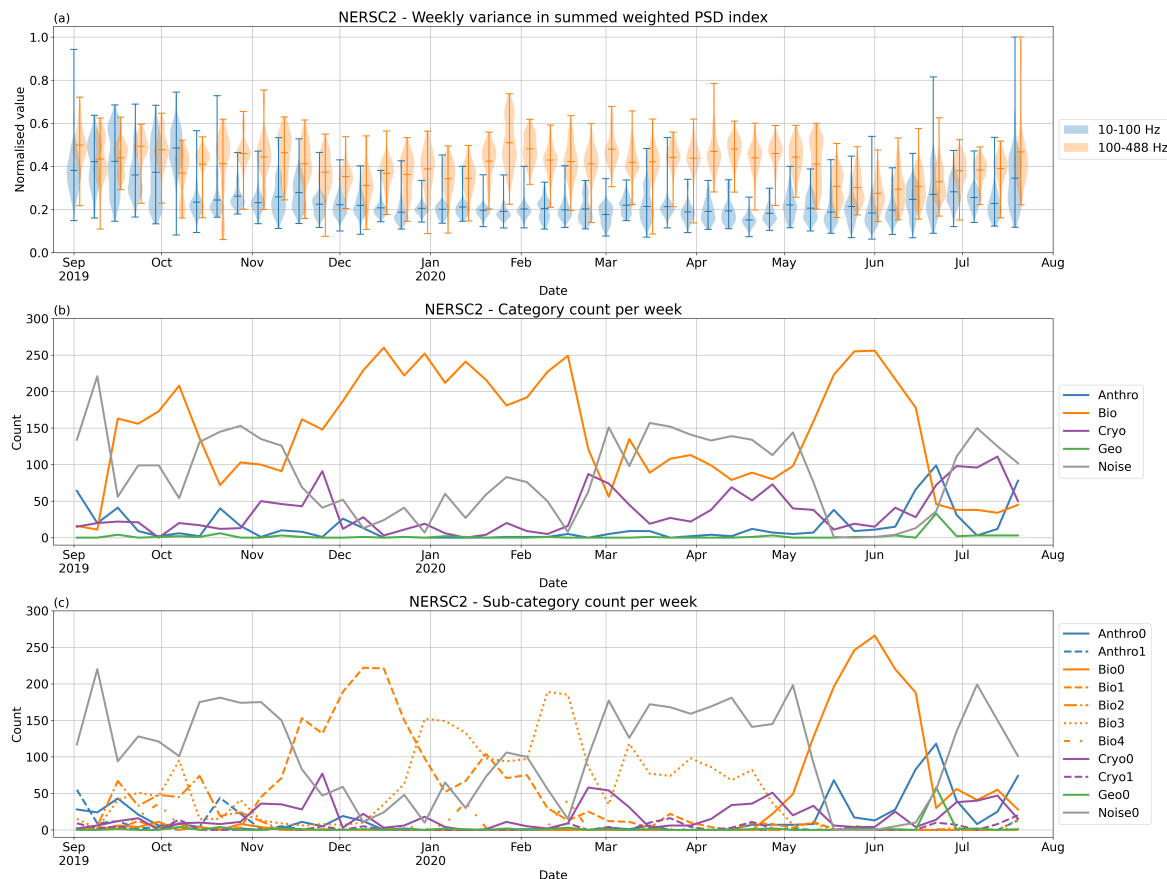 (a)
NERSC2 - Weekly variance in summed weighted PSD index
1.0
0.8
0.6
0.4
0.2
0.0
Normalised value
Sep Oct Nov Dec Jan Feb Mar Apr May Jun Jul Aug
2019 2020
Date
10-100 Hz
100-488 Hz
(b)
NERSC2 - Category count per week
300
250
200
150
100
50
0
Count
Sep Oct Nov Dec Jan Feb Mar Apr May Jun Jul Aug
2019 2020
Date
Anthro
Bio
Cryo
Geo
Noise
(c)
NERSC2 - Sub-category count per week
300
250
200
150
100
50
0
Count
Sep Oct Nov Dec Jan Feb Mar Apr May Jun Jul Aug
2019 2020
Date
Anthro0
Anthro1
Bio0
Bio1
Bio2
Bio3
Bio4
Cryo0
Cryo1
Geo0
Noise0